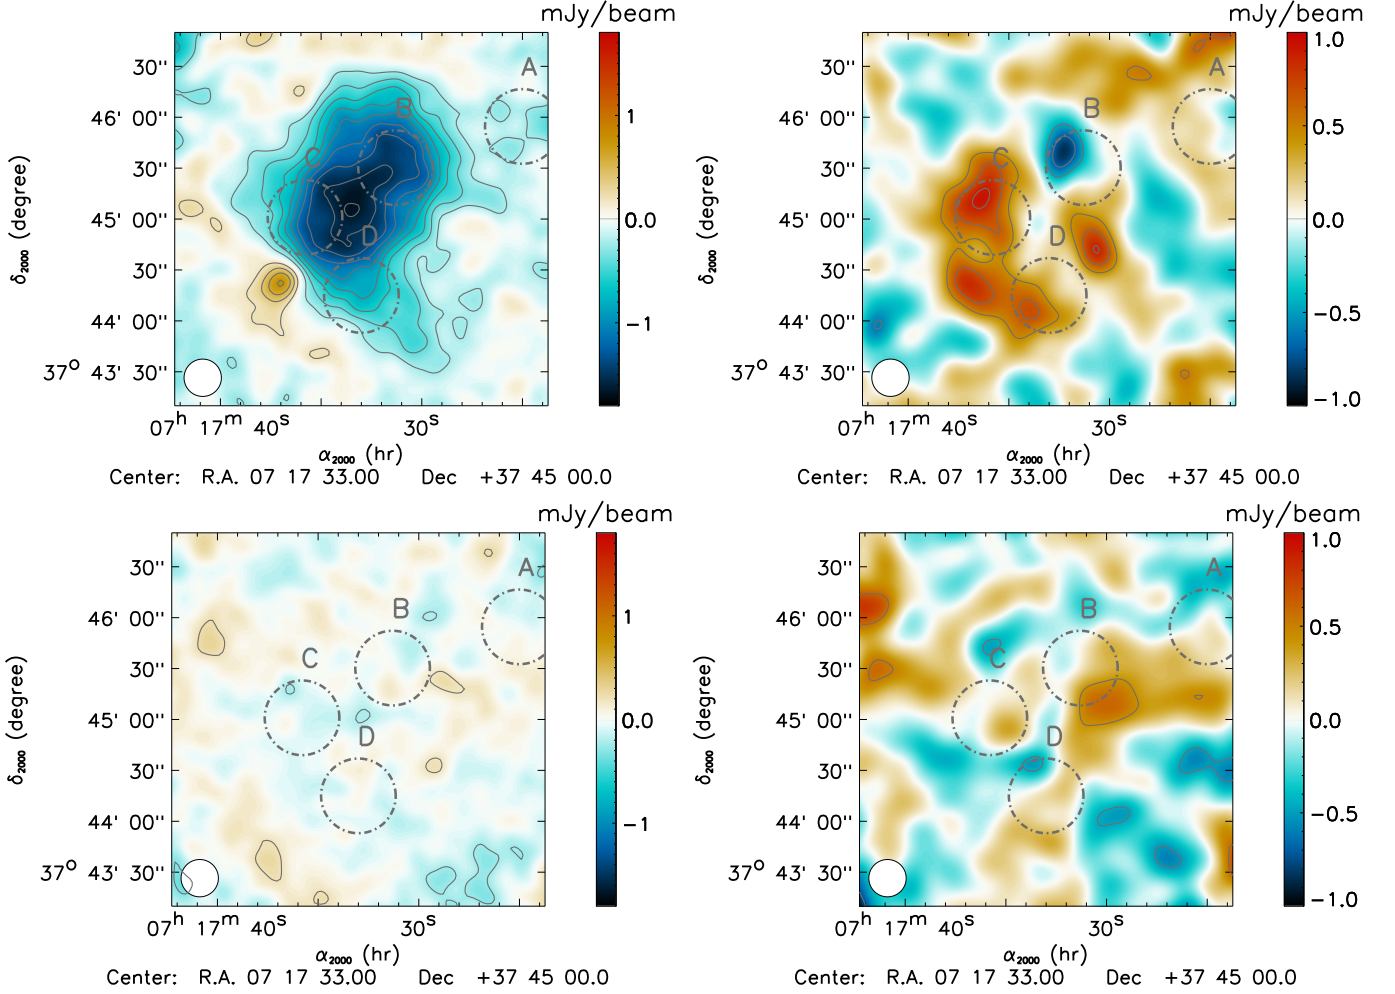 mJy/beam
A
B
C
D
30''
46' 00''
30''
45' 00''
30''
44' 00''
37° 43' 30''
δ2000 (degree)
1
0.0
−1
07h 17m 40s
30s
α2000 (hr)
Center: R.A. 07 17 33.00 Dec +37 45 00.0
mJy/beam
A
B
C
D
30''
46' 00''
30''
45' 00''
30''
44' 00''
37° 43' 30''
δ2000 (degree)
1.0
0.5
0.0
−0.5
−1.0
07h 17m 40s
30s
α2000 (hr)
Center: R.A. 07 17 33.00 Dec +37 45 00.0
mJy/beam
A
B
C
D
30''
46' 00''
30''
45' 00''
30''
44' 00''
37° 43' 30''
δ2000 (degree)
1
0.0
−1
07h 17m 40s
30s
α2000 (hr)
Center: R.A. 07 17 33.00 Dec +37 45 00.0
mJy/beam
A
B
C
D
30''
46' 00''
30''
45' 00''
30''
44' 00''
37° 43' 30''
δ2000 (degree)
1.0
0.5
0.0
−0.5
−1.0
07h 17m 40s
30s
α2000 (hr)
Center: R.A. 07 17 33.00 Dec +37 45 00.0